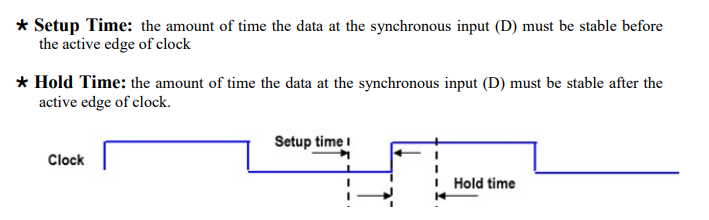 ★ Setup Time: the amount of time the data at the synchronous input (D) must be stable before
the active edge of clock
★ Hold Time: the amount of time the data at the synchronous input (D) must be stable after the
active edge of clock.
Setup time
Clock
Hold time